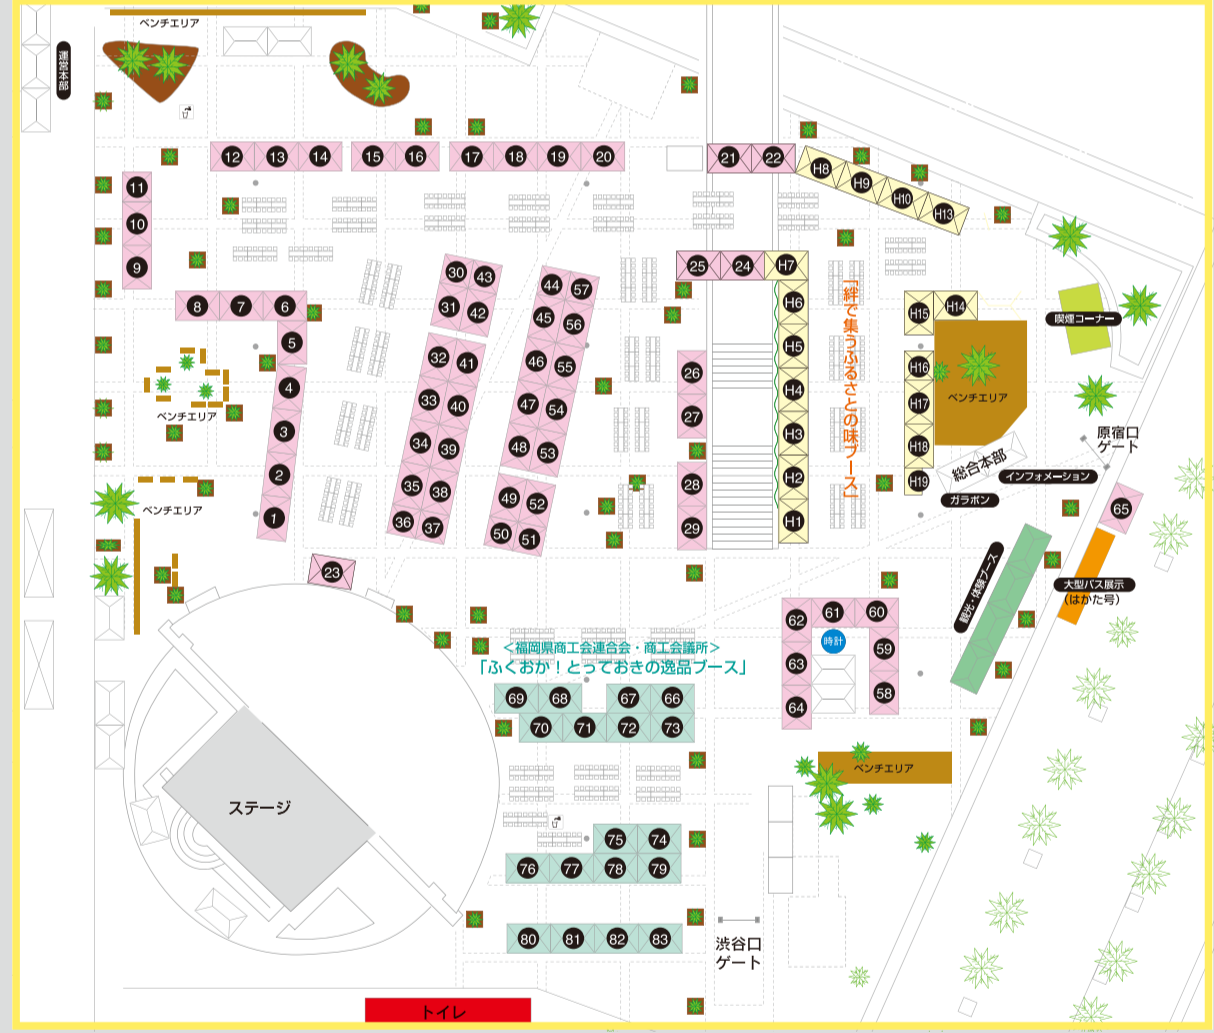 ベンチエリア
運営本部
12 13 14 15 16 17 18 19 20 21 22 H8
H9
H10
H13
11
10
9
8 7 6
5
4
3
2
1
23
30 43
31 42
32 41
33 40
34 39
35 38
36 37
44 57
45 56
46 55
47 54
48 53
49 52
50 51
25 24 H7
H6
H5
H4
H3
H2
H1
26
27
28
29
「絆で集うふるさとの味ブース」
H15 H14
H16
H17
H18
H19
ベンチエリア
喫煙コーナー
原宿口
ゲート
総合本部
インフォメーション
ガラポン
65
大型バス展示
(はかた号)
観光・体験ブース
ベンチエリア
ベンチエリア
62 61 60
時計
63 59
64 58
ベンチエリア
＜福岡県商工会連合会・商工会議所＞
「ふくおか！とっておきの逸品ブース」
69 68 67 66
70 71 72 73
75 74
76 77 78 79
80 81 82 83
ステージ
渋谷口
ゲート
トイレ